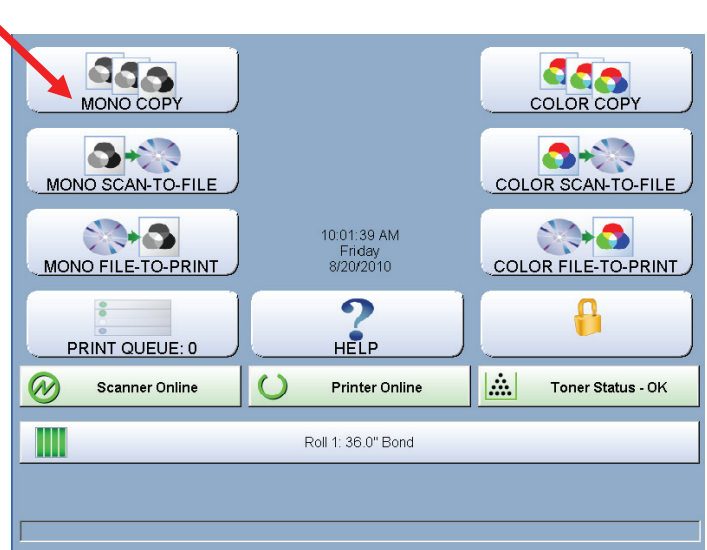 MONO COPY
COLOR COPY
MONO SCAN-TO-FILE
COLOR SCAN-TO-FILE
10:01:39 AM
Friday
8/20/2010
MONO FILE-TO-PRINT
COLOR FILE-TO-PRINT
PRINT QUEUE: 0
HELP
Scanner Online
Printer Online
Toner Status - OK
Roll 1: 36.0" Bond